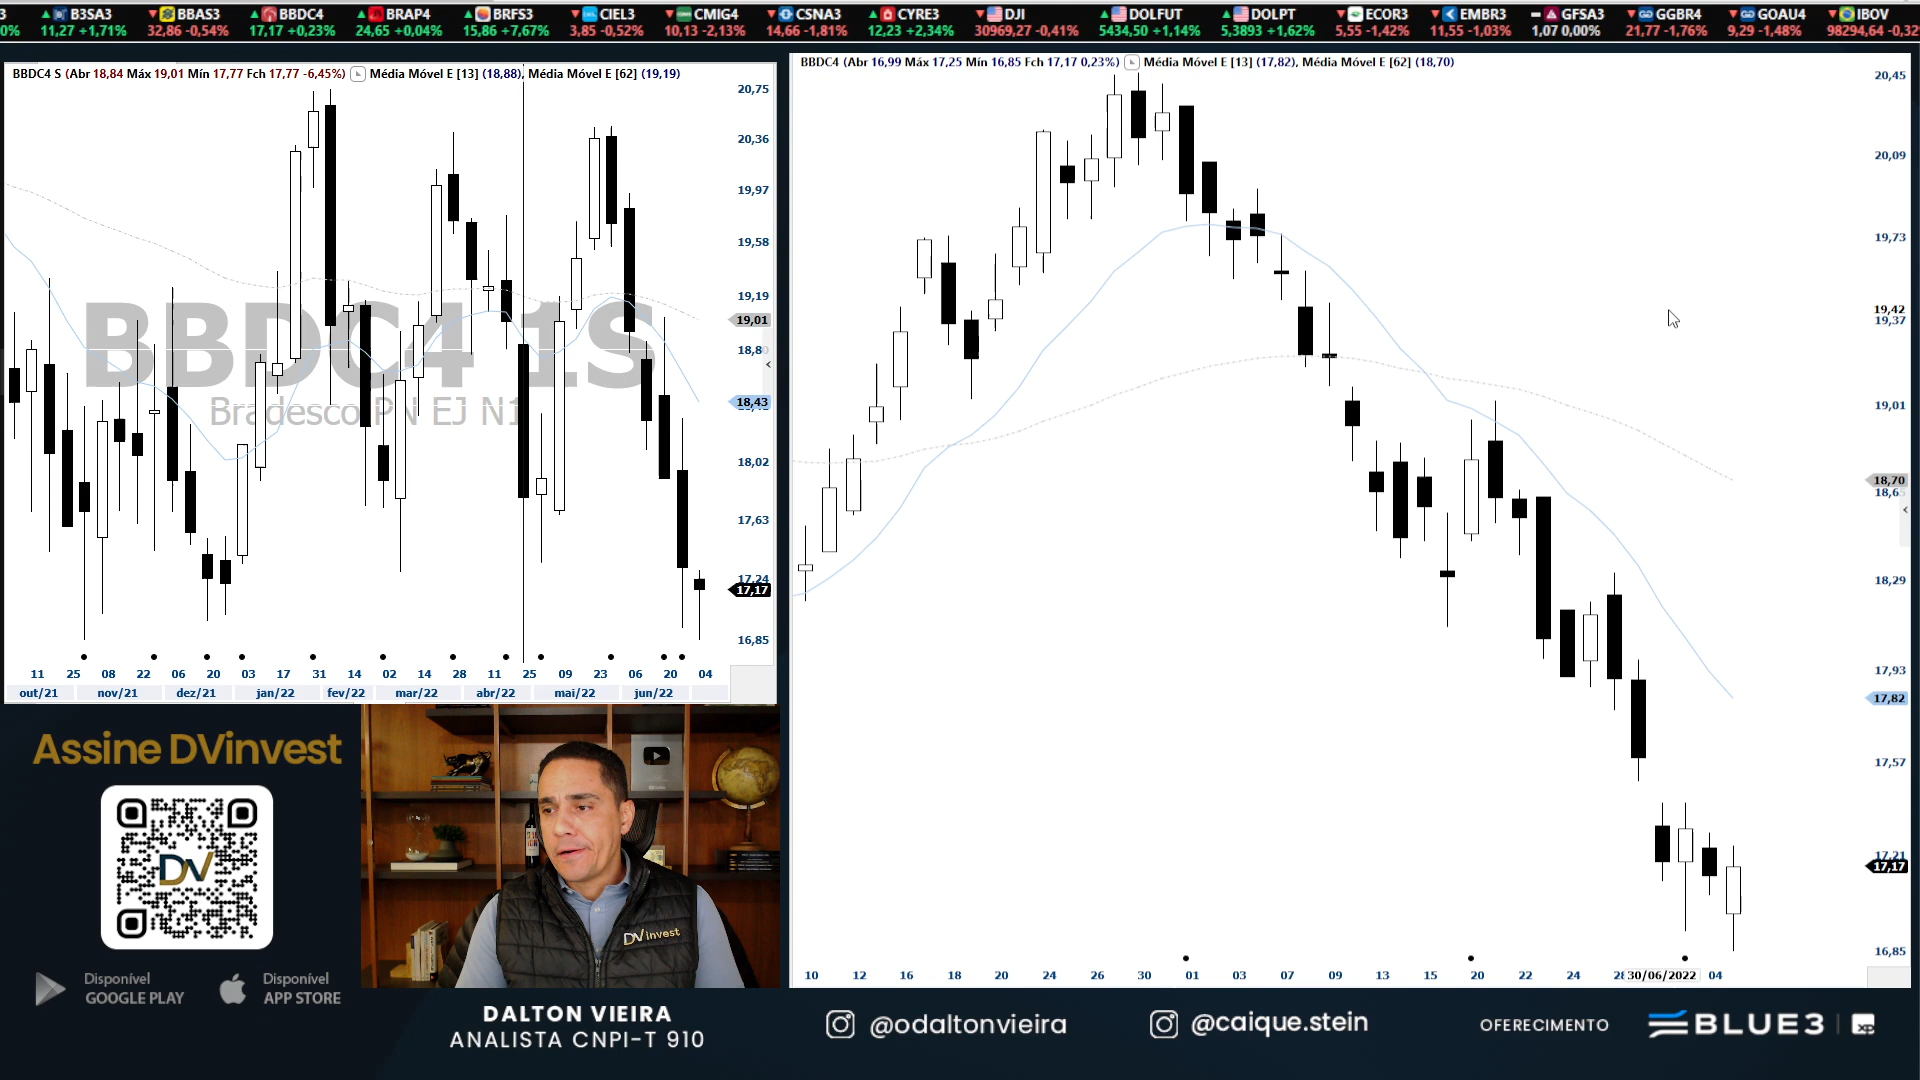 3 B3SA3 BBAS3 BBDC4 BRAP4 BRFS3 CIEL3 CMIG4 CSNA3 CYRE3 DJI DOLFUT DOLPT ECOR3 EMBR3 GFSA3 GGBR4 GOAU4 IBOV
0% 11,27 +1,71% 32,86 -0,54% 17,17 +0,23% 24,65 +0,04% 15,86 +7,67% 3,85 -0,52% 10,13 -2,13% 14,66 -1,81% 12,23 +2,34% 30969,27 -0,41% 5434,50 +1,14% 5,3893 +1,62% 5,55 -1,42% 11,55 -1,03% 1,07 0,00% 21,77 -1,76% 9,29 -1,48% 98294,64 -0,32
BBDC4 S (Abr 18,84 Máx 19,01 Mín 17,77 Fch 17,77 -6,45%) Média Móvel E [13] (18,88), Média Móvel E [62] (19,19)
20,75
20,36
19,97
19,58
19,19
19,01
18,8
18,43
18,02
17,63
17,24
17,17
16,85
BBDC4 1S
Bradesco PN EJ N1
11 25 08 22 06 20 03 17 31 14 02 14 28 11 25 09 23 06 20 04
out/21 nov/21 dez/21 jan/22 fev/22 mar/22 abr/22 mai/22 jun/22
BBDC4 (Abr 16,99 Máx 17,25 Mín 16,85 Fch 17,17 0,23%) Média Móvel E [13] (17,82), Média Móvel E [62] (18,70)
20,45
20,09
19,73
19,42
19,37
19,01
18,70
18,65
18,29
17,93
17,82
17,57
17,21
17,17
16,85
10 12 16 18 20 24 26 30 01 03 07 09 13 15 20 22 24 28 30/06/2022 04
Assine DVinvest
DV
Disponível
GOOGLE PLAY
Disponível
APP STORE
DV invest
DALTON VIEIRA
ANALISTA CNPI-T 910
@odaltonvieira
@caique.stein
OFERECIMENTO
BLUE3
xp